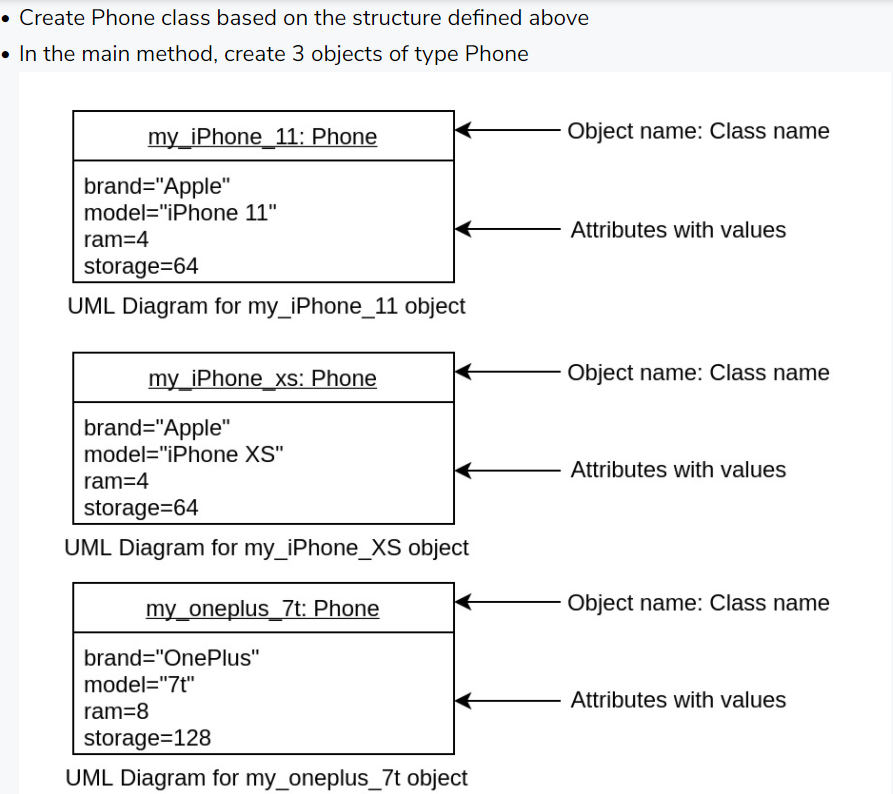 • Create Phone class based on the structure defined above
• In the main method, create 3 objects of type Phone
my_iPhone_11: Phone
Object name: Class name
brand="Apple"
model="iPhone 11"
ram=4
storage=64
Attributes with values
UML Diagram for my_iPhone_11 object
my_iPhone_xs: Phone
Object name: Class name
brand="Apple"
model="iPhone XS"
ram=4
storage=64
Attributes with values
UML Diagram for my_iPhone_XS object
my_oneplus_7t: Phone
Object name: Class name
brand="OnePlus"
model="7t"
ram=8
storage=128
Attributes with values
UML Diagram for my_oneplus_7t object